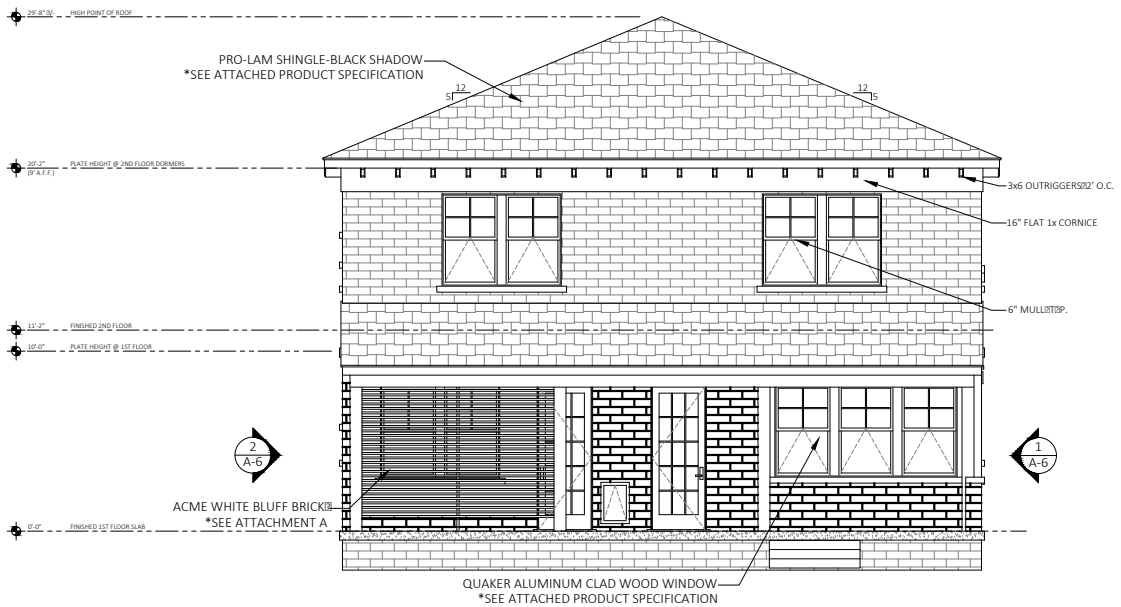 29'-8" +/- HIGH POINT OF ROOF
PRO-LAM SHINGLE-BLACK SHADOW
*SEE ATTACHED PRODUCT SPECIFICATION
12
5
12
5
20'-2" PLATE HEIGHT @ 2ND FLOOR DORMERS
(9' A.F.F.)
3x6 OUTRIGGERS 2' O.C.
16" FLAT 1x CORNICE
6" MULL TYP.
11'-2" FINISHED 2ND FLOOR
10'-0" PLATE HEIGHT @ 1ST FLOOR
2
A-6
1
A-6
ACME WHITE BLUFF BRICK
*SEE ATTACHMENT A
0'-0" FINISHED 1ST FLOOR SLAB
QUAKER ALUMINUM CLAD WOOD WINDOW
*SEE ATTACHED PRODUCT SPECIFICATION